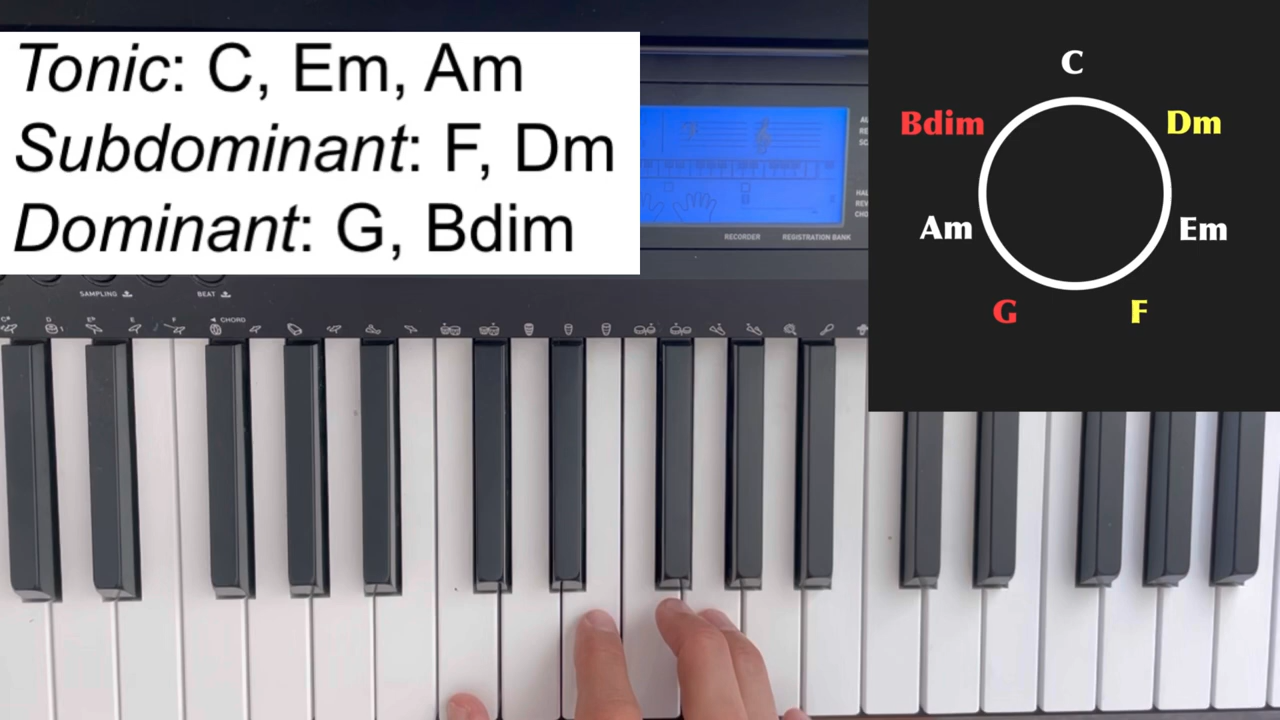 Tonic: C, Em, Am
Subdominant: F, Dm
Dominant: G, Bdim
C
Bdim
Dm
Am
Em
G
F
RECORDER
REGISTRATION BANK
SAMPLING
BEAT
CHORD